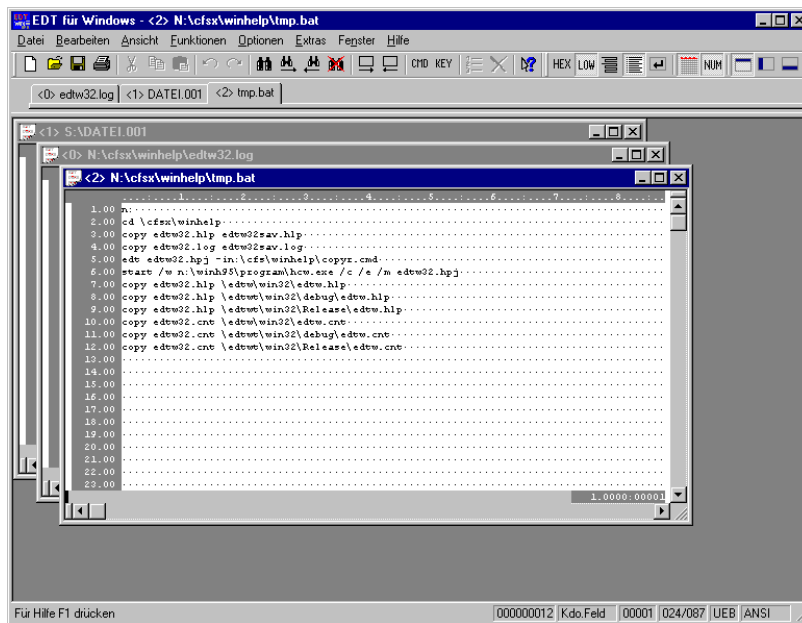 EDT für Windows - <2> N:\cfsx\winhelp\tmp.bat
Datei Bearbeiten Ansicht Funktionen Optionen Extras Fenster Hilfe
CMD KEY HEX LOW NUM
<0> edtw32.log <1> DATEI.001 <2> tmp.bat
<1> S:\DATEI.001
<0> N:\cfsx\winhelp\edtw32.log
<2> N:\cfsx\winhelp\tmp.bat
....:....1....:....2....:....3....:....4....:....5....:....6....:....7....:....8....:..
1.00 n:
2.00 cd \cfsx\winhelp
3.00 copy edtw32.hlp edtw32sav.hlp
4.00 copy edtw32.log edtw32sav.log
5.00 edt edtw32.hpj -in:\cfs\winhelp\copyr.cmd
6.00 start /w n:\winh95\program\hcw.exe /c /e /m edtw32.hpj
7.00 copy edtw32.hlp \edtw\win32\edtw.hlp
8.00 copy edtw32.hlp \edtwt\win32\debug\edtw.hlp
9.00 copy edtw32.hlp \edtwt\win32\Release\edtw.hlp
10.00 copy edtw32.cnt \edtw\win32\edtw.cnt
11.00 copy edtw32.cnt \edtwt\win32\debug\edtw.cnt
12.00 copy edtw32.cnt \edtwt\win32\Release\edtw.cnt
13.00
14.00
15.00
16.00
17.00
18.00
19.00
20.00
21.00
22.00
23.00
1.0000:00001
Für Hilfe F1 drücken 000000012 Kdo.Feld 00001 024/087 UEB ANSI